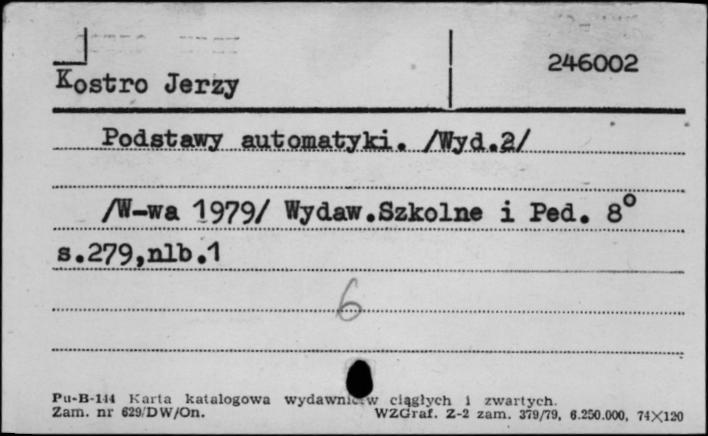 246002
Kostro Jerzy
Podstawy automatyki. /Wyd.2/
/W-wa 1979/ Wydaw.Szkolne i Ped. 8°
s.279,nlb.1
6
Pu-B-144 Karta katalogowa wydawnictw ciągłych i zwartych.
Zam. nr 629/DW/On. WZGraf. Z-2 zam. 379/79, 6.250.000, 74X120